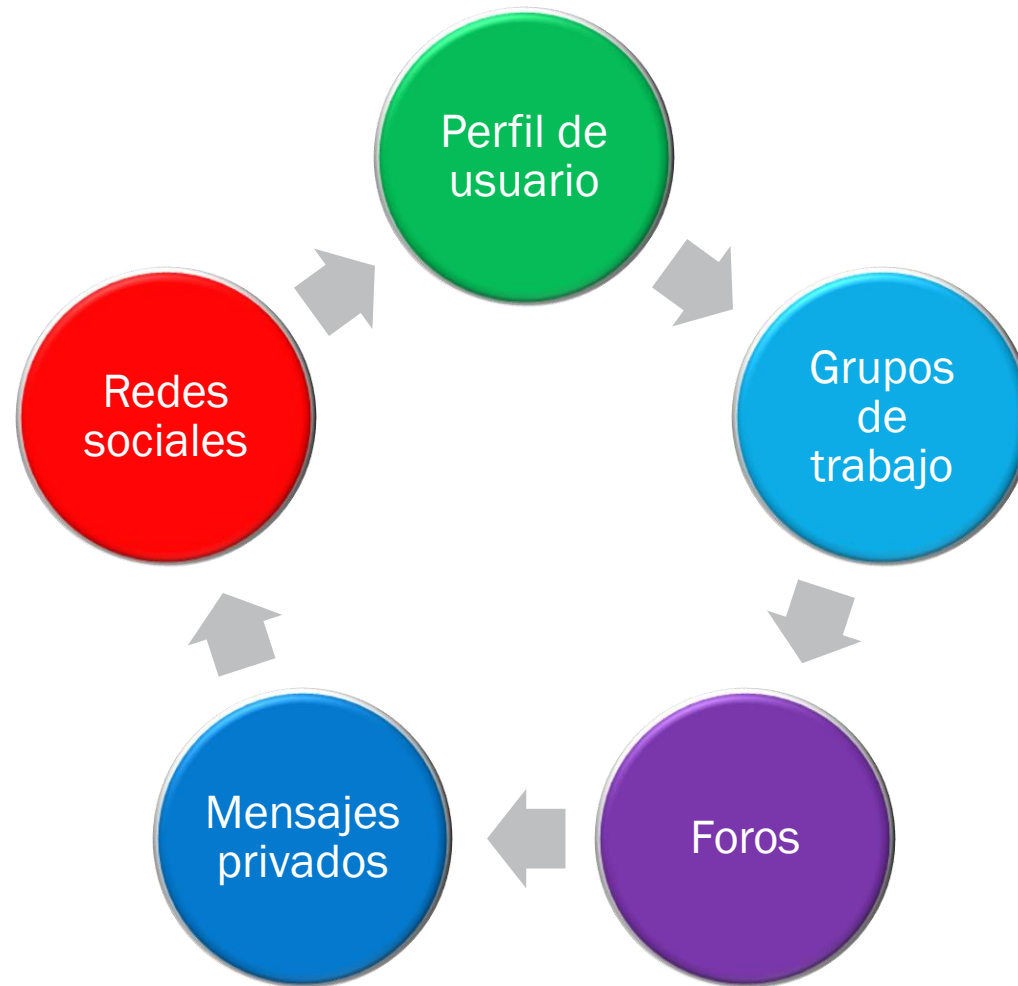 Perfil de
usuario
Grupos
de
trabajo
Foros
Mensajes
privados
Redes
sociales